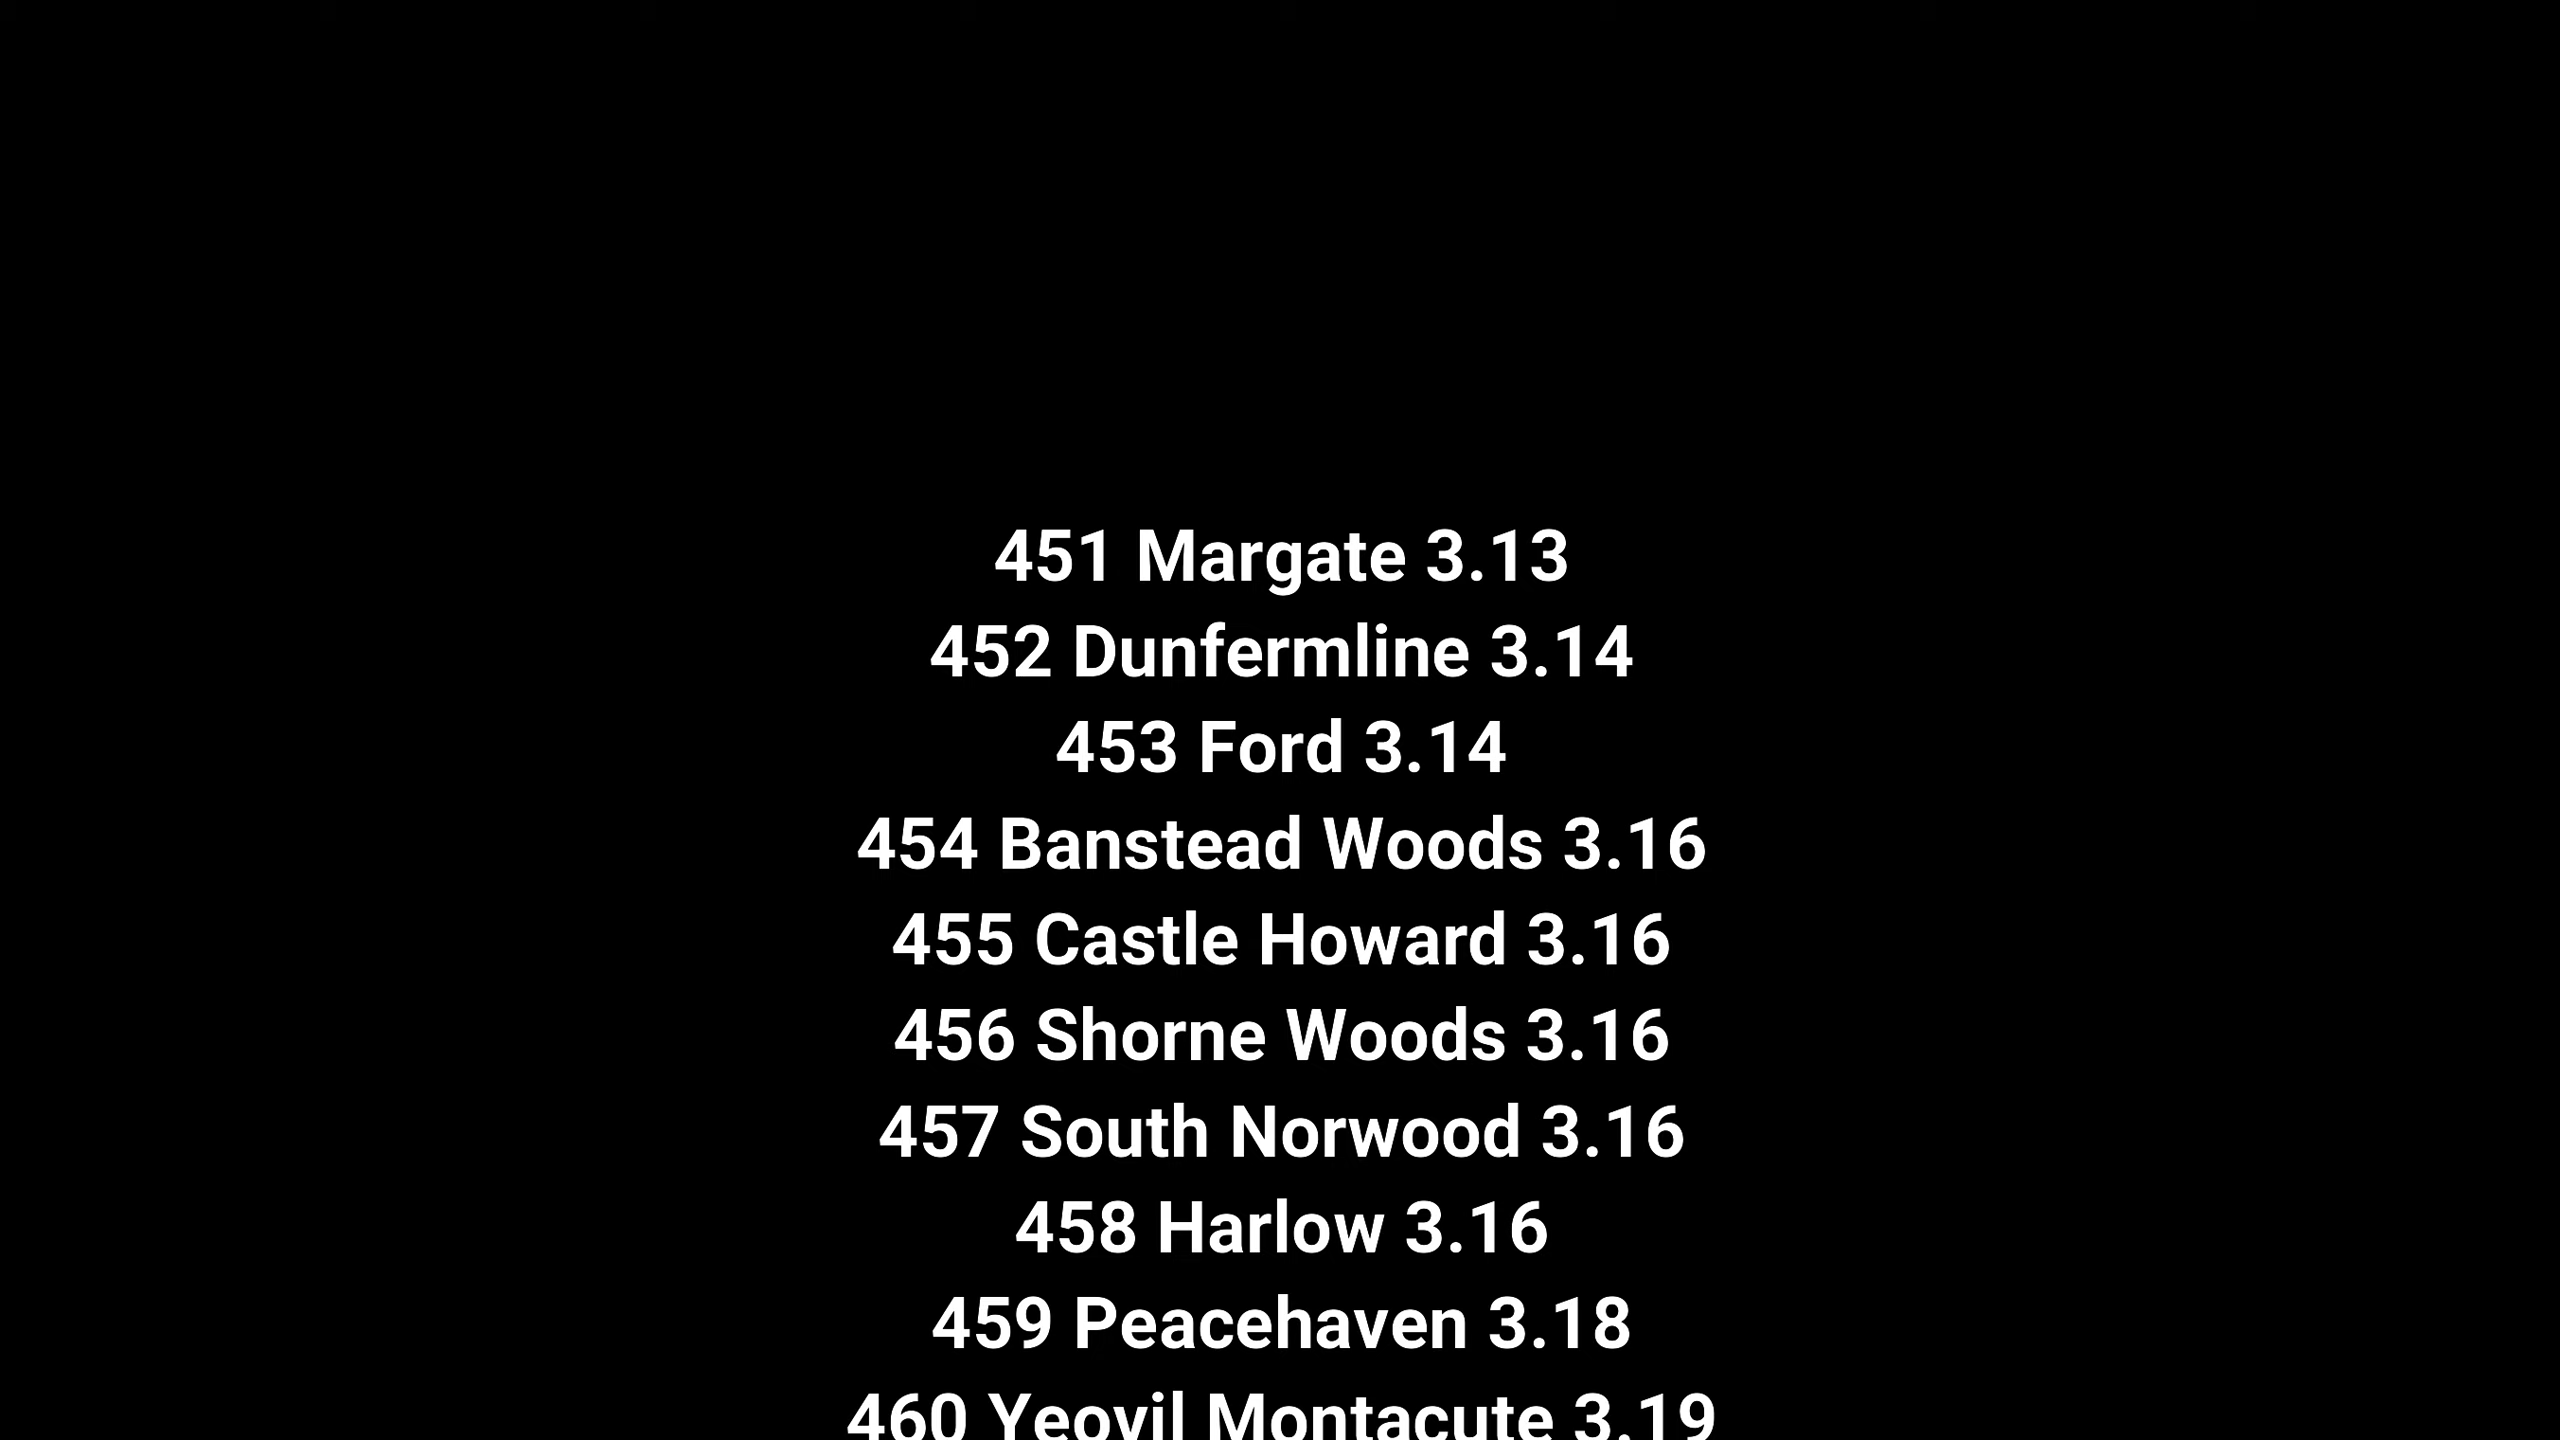 451 Margate 3.13
452 Dunfermline 3.14
453 Ford 3.14
454 Banstead Woods 3.16
455 Castle Howard 3.16
456 Shorne Woods 3.16
457 South Norwood 3.16
458 Harlow 3.16
459 Peacehaven 3.18
460 Yeovil Montacute 3.19